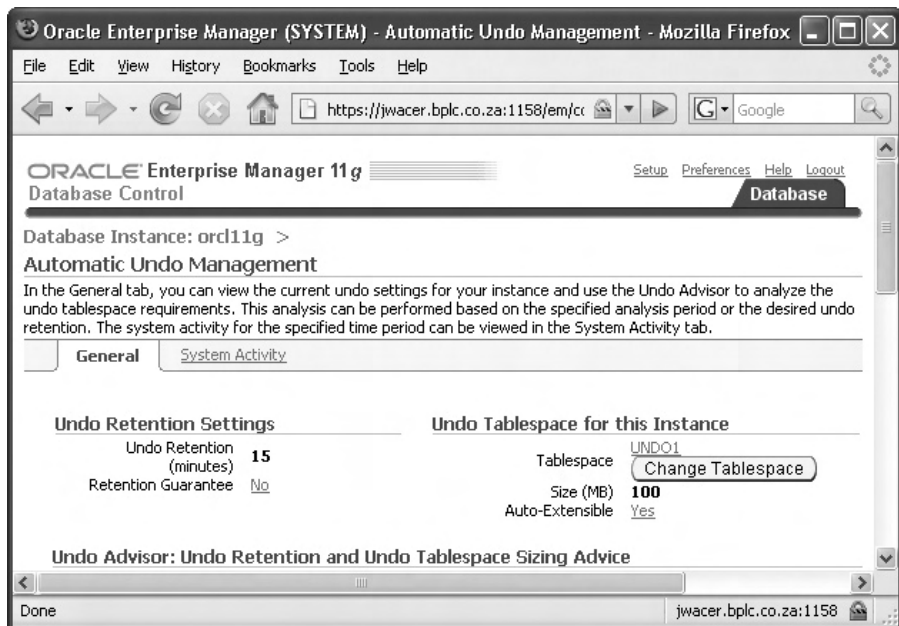 Oracle Enterprise Manager (SYSTEM) - Automatic Undo Management - Mozilla Firefox
File Edit View History Bookmarks Tools Help
https://jwacer.bplc.co.za:1158/em/cc G Google
ORACLE Enterprise Manager 11g
Database Control
Setup Preferences Help Logout
Database
Database Instance: orcl11g >
Automatic Undo Management
In the General tab, you can view the current undo settings for your instance and use the Undo Advisor to analyze the
undo tablespace requirements. This analysis can be performed based on the specified analysis period or the desired undo
retention. The system activity for the specified time period can be viewed in the System Activity tab.
General System Activity
Undo Retention Settings
Undo Retention
(minutes) 15
Retention Guarantee No
Undo Tablespace for this Instance
Tablespace UNDO1
Change Tablespace
Size (MB) 100
Auto-Extensible Yes
Undo Advisor: Undo Retention and Undo Tablespace Sizing Advice
Done jwacer.bplc.co.za:1158